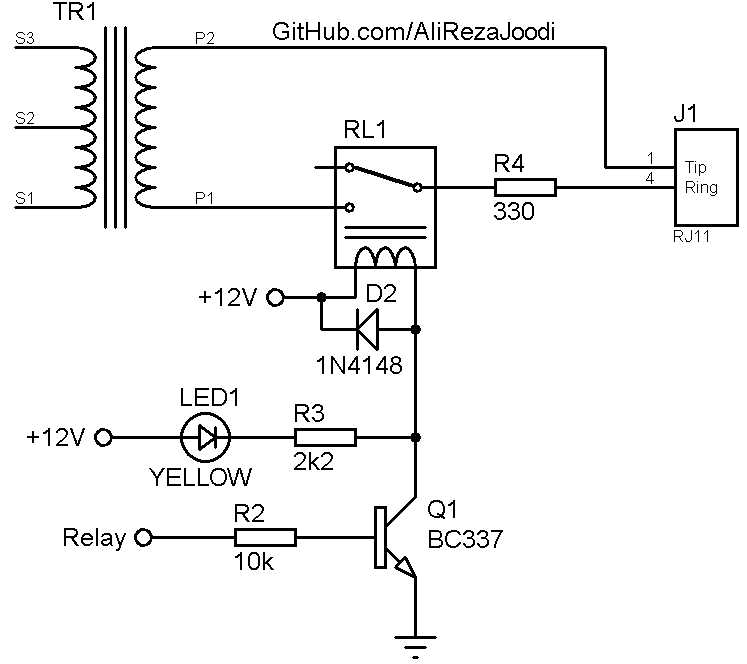 TR1
GitHub.com/AliRezaJoodi
S3
P2
S2
RL1
J1
R4
1 Tip
4 Ring
330
S1
P1
RJ11
+12V
D2
1N4148
LED1
R3
+12V
YELLOW
2k2
R2
Q1
Relay
BC337
10k